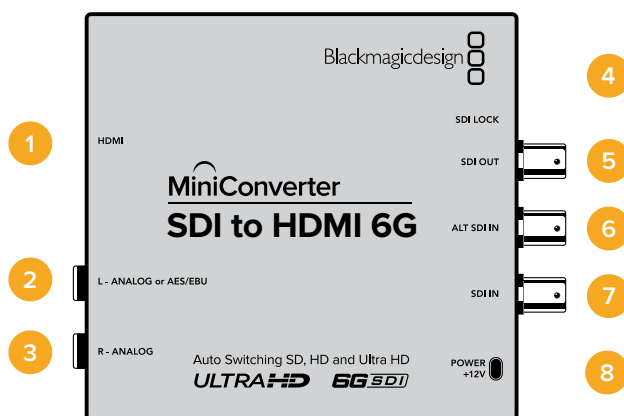 Blackmagicdesign
4
SDI LOCK
1
HDMI
SDI OUT
5
MiniConverter
SDI to HDMI 6G
ALT SDI IN
6
2
L - ANALOG or AES/EBU
SDI IN
7
3
R - ANALOG
Auto Switching SD, HD and Ultra HD
ULTRAHD 6G SDI
POWER
+12V
8